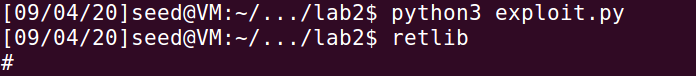 [09/04/20]seed@VM:~/.../lab2$ python3 exploit.py
[09/04/20]seed@VM:~/.../lab2$ retlib
#